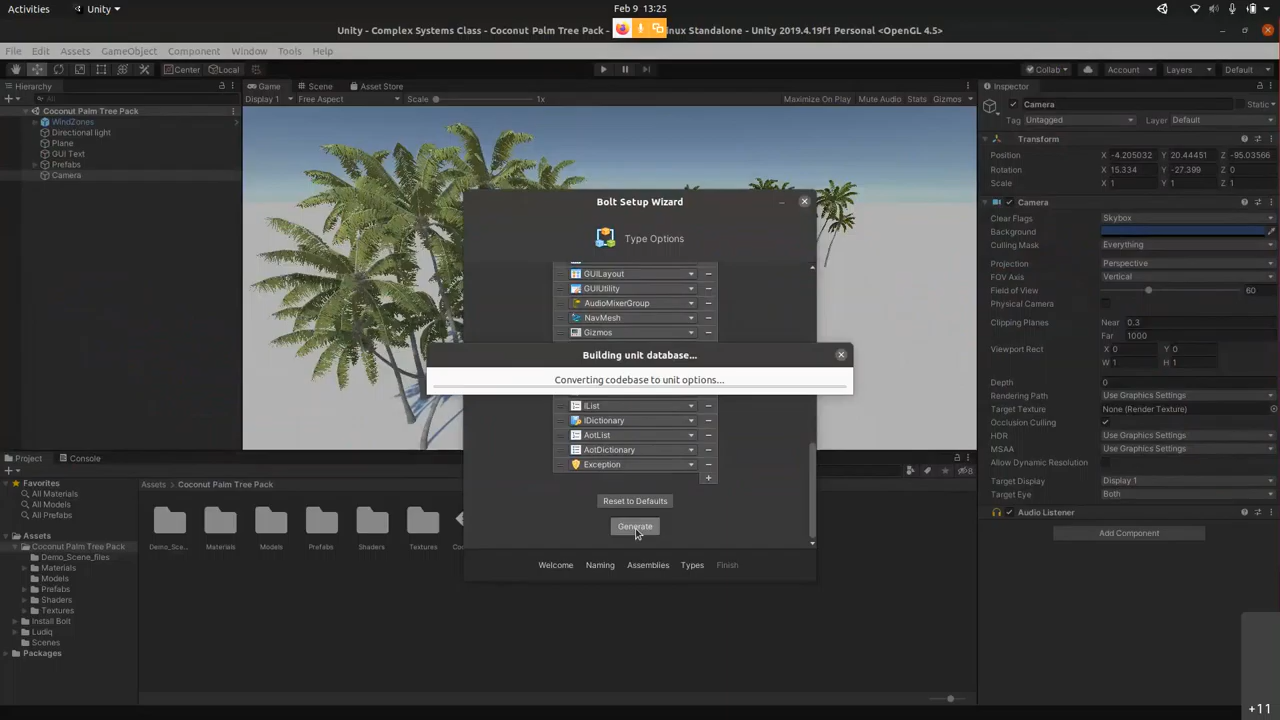 Activities
Unity
Feb 9 13:25
Unity - Complex Systems Class - Coconut Palm Tree Pack - inux Standalone - Unity 2019.4.19f1 Personal <OpenGL 4.5>
File Edit Assets GameObject Component Window Tools Help
Center Local
Collab Account Layers Default
Hierarchy
All
Coconut Palm Tree Pack
WindZones
Directional light
Plane
GUI Text
Prefabs
Camera
Game Scene Asset Store
Display 1 Free Aspect Scale 1x Maximize On Play Mute Audio Stats Gizmos
Bolt Setup Wizard
Type Options
GUILayout
GUIUtility
AudioMixerGroup
NavMesh
Gizmos
Building unit database...
Converting codebase to unit options...
IList
IDictionary
AotList
AotDictionary
Exception
Reset to Defaults
Generate
Welcome Naming Assemblies Types Finish
Inspector
Camera Static
Tag Untagged Layer Default
Transform
Position X -4.205032 Y 20.44451 Z -95.03566
Rotation X 15.334 Y -27.399 Z 0
Scale X 1 Y 1 Z 1
Camera
Clear Flags Skybox
Background
Culling Mask Everything
Projection Perspective
FOV Axis Vertical
Field of View 60
Physical Camera
Clipping Planes Near 0.3
Far 1000
Viewport Rect X 0 Y 0
W 1 H 1
Depth 0
Rendering Path Use Graphics Settings
Target Texture None (Render Texture)
Occlusion Culling
HDR Use Graphics Settings
MSAA Use Graphics Settings
Allow Dynamic Resolution
Target Display Display 1
Target Eye Both
Audio Listener
Add Component
Project Console
8
Favorites
All Materials
All Models
All Prefabs
Assets
Coconut Palm Tree Pack
Demo_Scene_files
Materials
Models
Prefabs
Shaders
Textures
Install Bolt
Ludiq
Scenes
Packages
Assets > Coconut Palm Tree Pack
Demo_Sce... Materials Models Prefabs Shaders Textures
+11